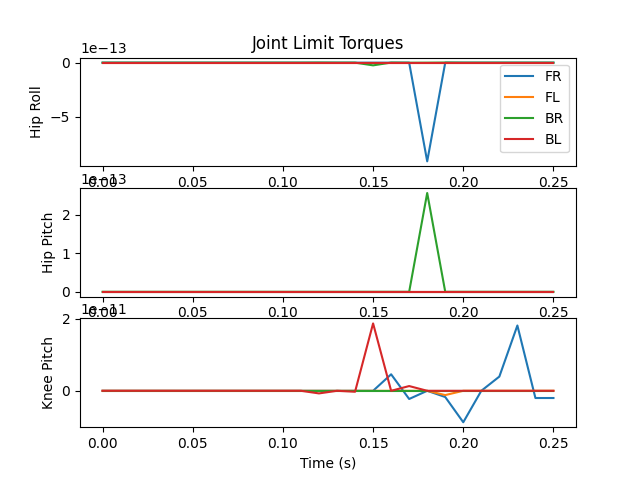 Joint Limit Torques
1e−13
0
−5
Hip Roll
FR
FL
BR
BL
0.00 0.05 0.10 0.15 0.20 0.25
1e−13
2
1
0
Hip Pitch
0.00 0.05 0.10 0.15 0.20 0.25
1e−11
2
0
Knee Pitch
0.00 0.05 0.10 0.15 0.20 0.25
Time (s)